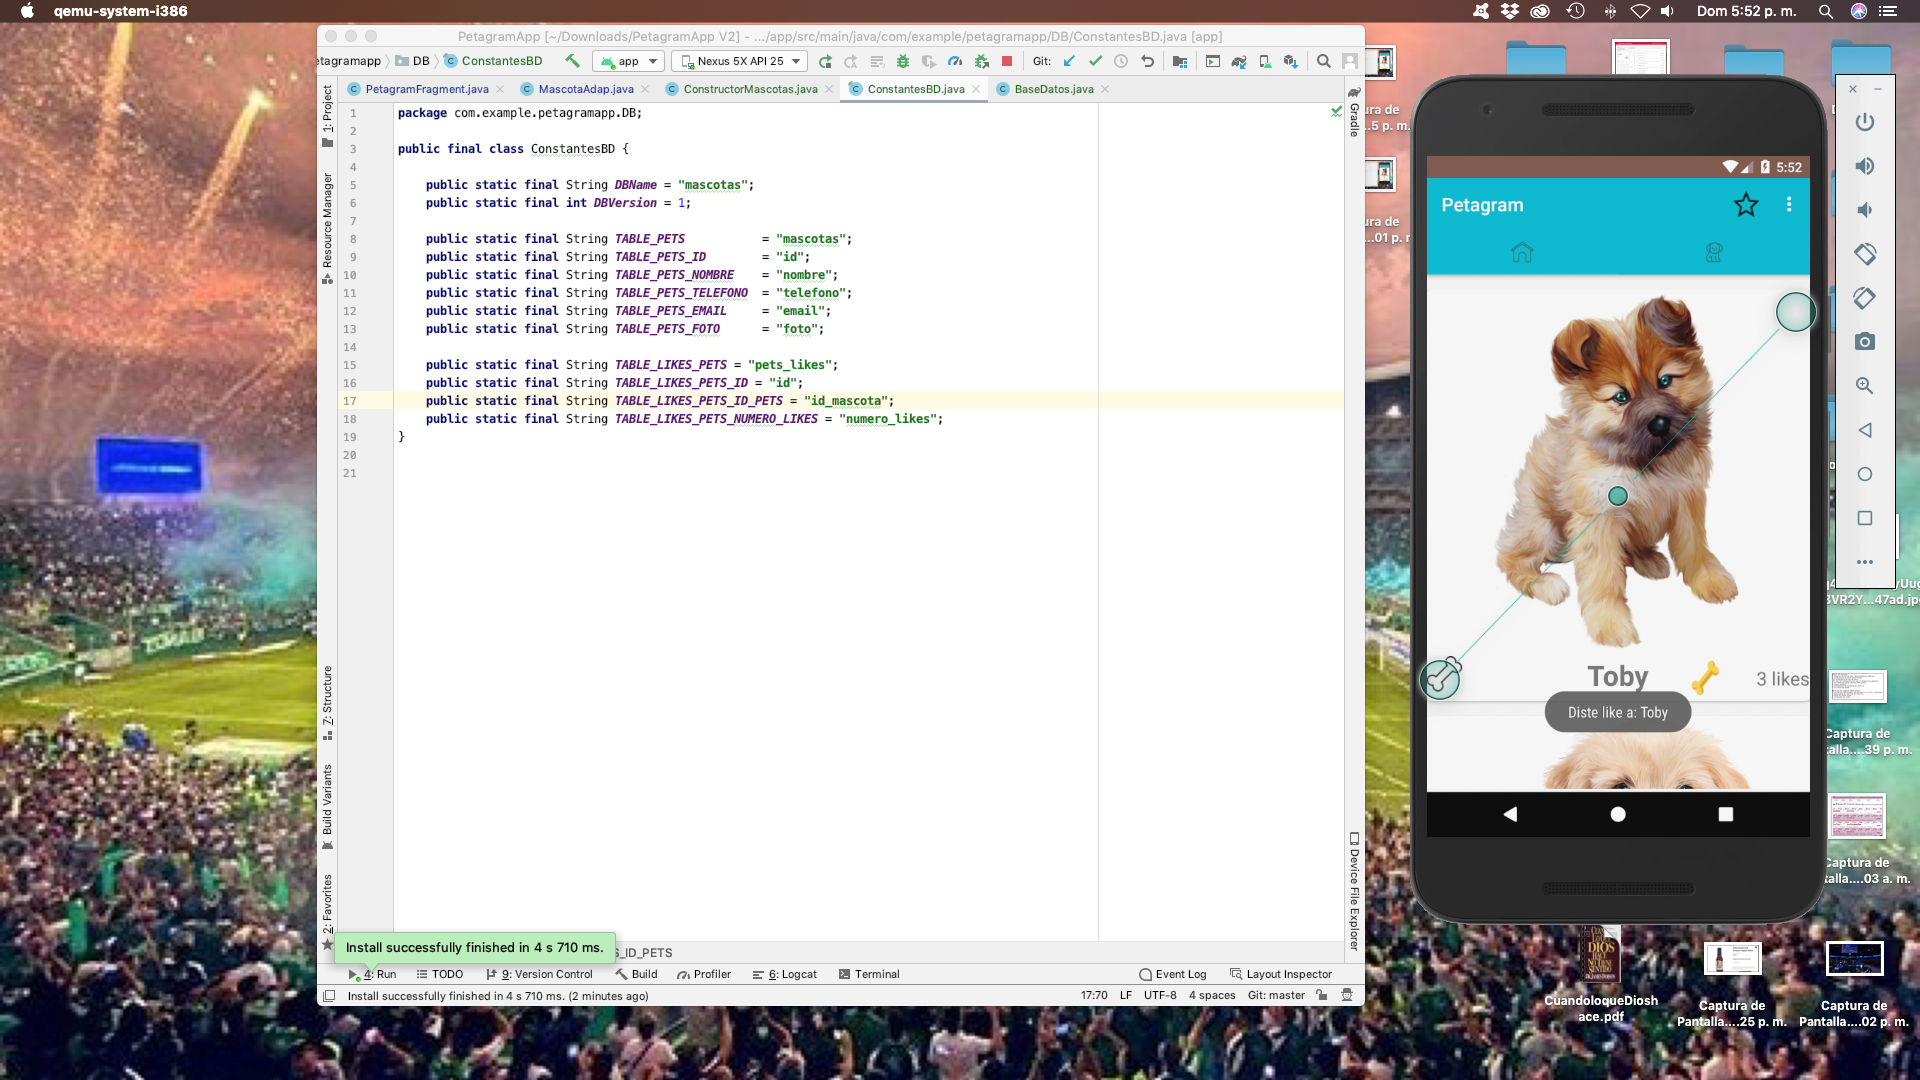 qemu-system-i386
Dom 5:52 p. m.
PetagramApp [~/Downloads/PetagramApp V2] - .../app/src/main/java/com/example/petagramapp/DB/ConstantesBD.java [app]
etagramapp
DB
ConstantesBD
app
Nexus 5X API 25
Git:
PetagramFragment.java
MascotaAdap.java
ConstructorMascotas.java
ConstantesBD.java
BaseDatos.java
1: Project
Resource Manager
7: Structure
Build Variants
2: Favorites
Gradle
Device File Explorer
1 package com.example.petagramapp.DB;
2
3 public final class ConstantesBD {
4
5 public static final String DBName = "mascotas";
6 public static final int DBVersion = 1;
7
8 public static final String TABLE_PETS = "mascotas";
9 public static final String TABLE_PETS_ID = "id";
10 public static final String TABLE_PETS_NOMBRE = "nombre";
11 public static final String TABLE_PETS_TELEFONO = "telefono";
12 public static final String TABLE_PETS_EMAIL = "email";
13 public static final String TABLE_PETS_FOTO = "foto";
14
15 public static final String TABLE_LIKES_PETS = "pets_likes";
16 public static final String TABLE_LIKES_PETS_ID = "id";
17 public static final String TABLE_LIKES_PETS_ID_PETS = "id_mascota";
18 public static final String TABLE_LIKES_PETS_NUMERO_LIKES = "numero_likes";
19 }
20
21
Install successfully finished in 4 s 710 ms.
S_ID_PETS
4: Run
TODO
9: Version Control
Build
Profiler
6: Logcat
Terminal
Event Log
Layout Inspector
Install successfully finished in 4 s 710 ms. (2 minutes ago)
17:70
LF
UTF-8
4 spaces
Git: master
5:52
Petagram
Toby
3 likes
Diste like a: Toby
ura de
...5 p. m.
ura de
...01 p. m
BVR2Y...47ad.jp
Captura de
talla....39 p. m.
Captura de
talla....03 a. m.
CuandoloqueDiosh
ace.pdf
Captura de
Pantalla....25 p. m.
Captura de
Pantalla....02 p. m.